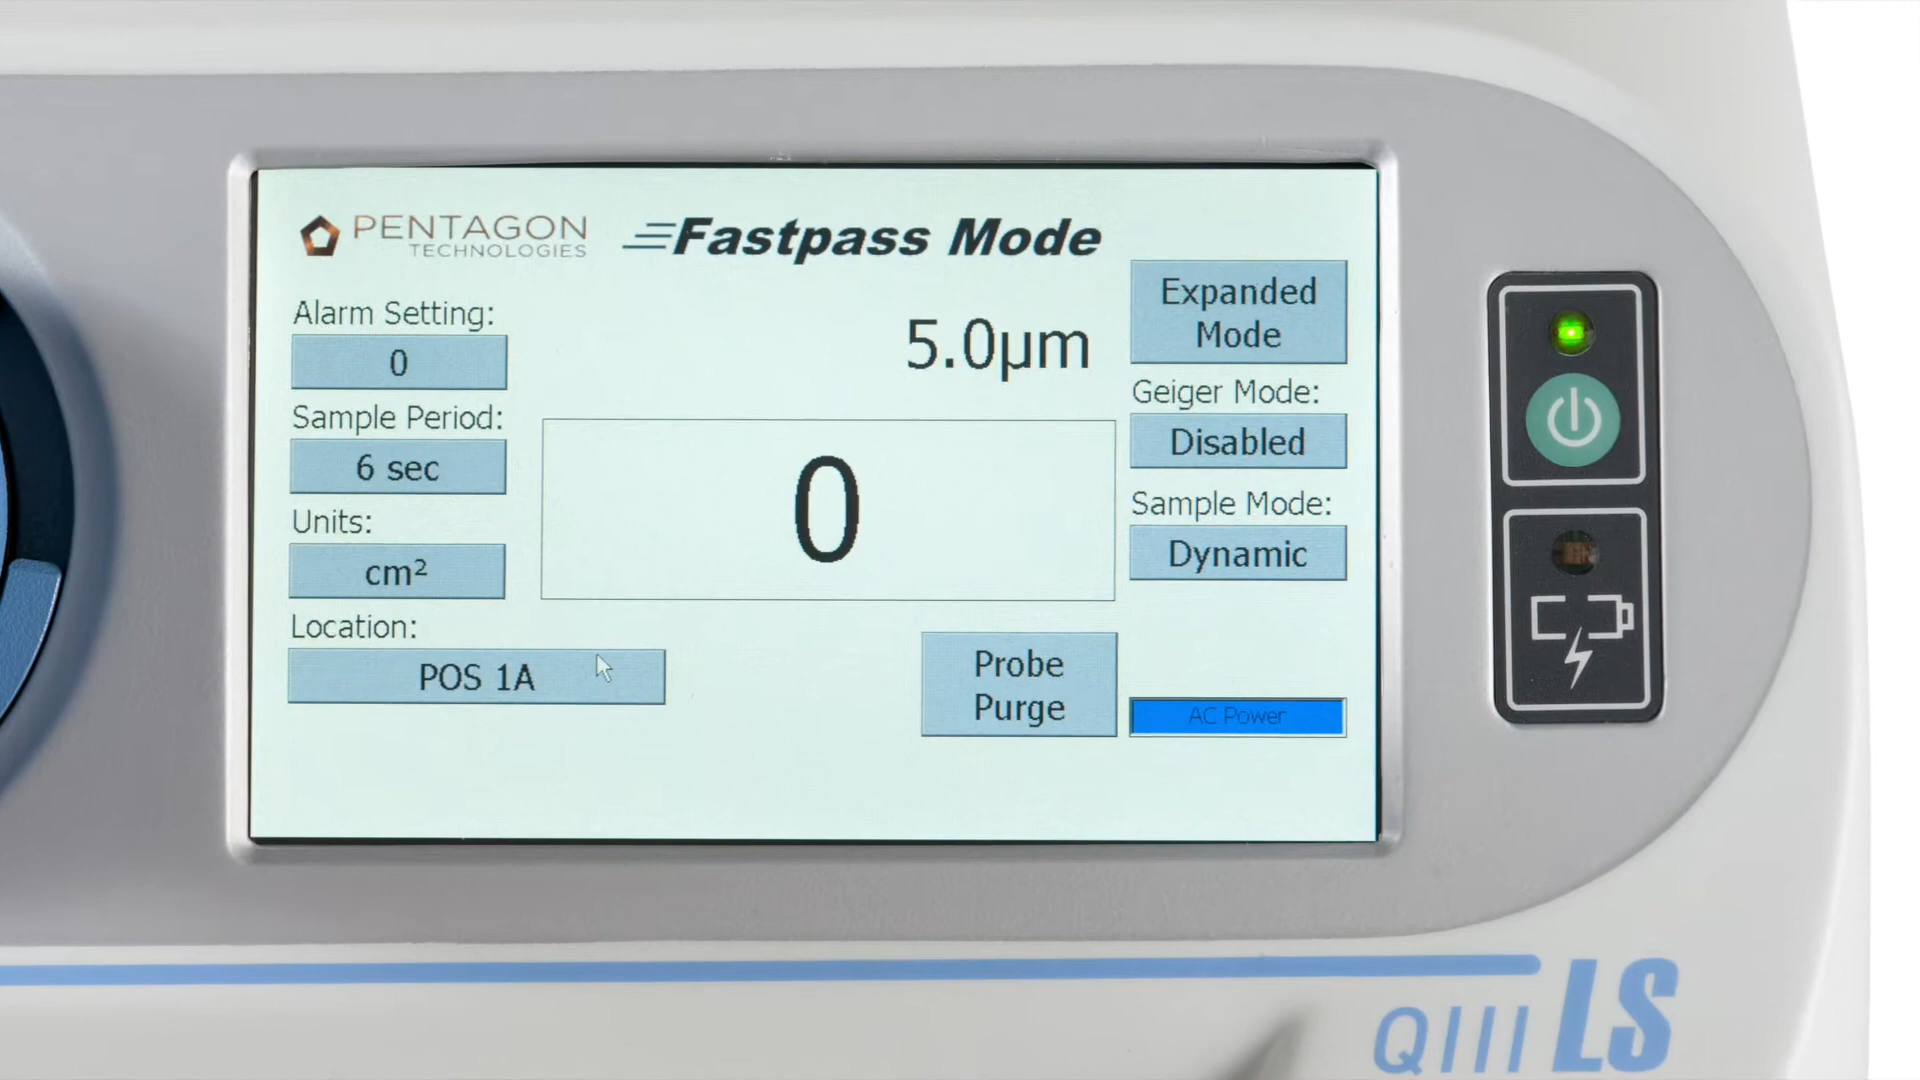 PENTAGON
TECHNOLOGIES
Fastpass Mode
Alarm Setting:
0
Sample Period:
6 sec
Units:
cm²
Location:
POS 1A
5.0µm
0
Probe
Purge
Expanded
Mode
Geiger Mode:
Disabled
Sample Mode:
Dynamic
AC Power
QIII LS